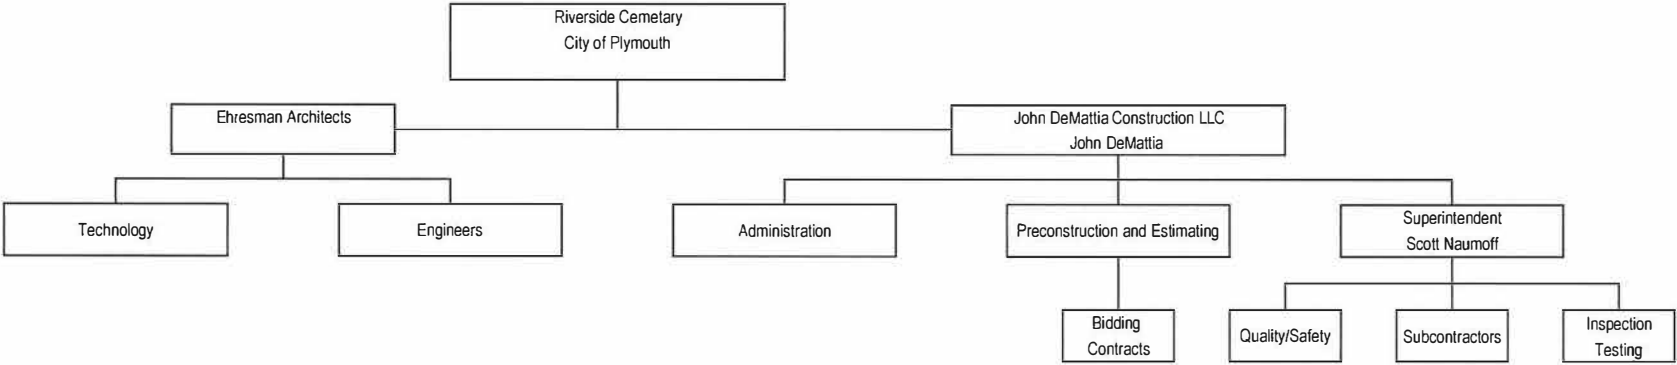 Riverside Cemetary
City of Plymouth
Ehresman Architects
John DeMattia Construction LLC
John DeMattia
Technology
Engineers
Administration
Preconstruction and Estimating
Superintendent
Scott Naumoff
Bidding
Contracts
Quality/Safety
Subcontractors
Inspection
Testing